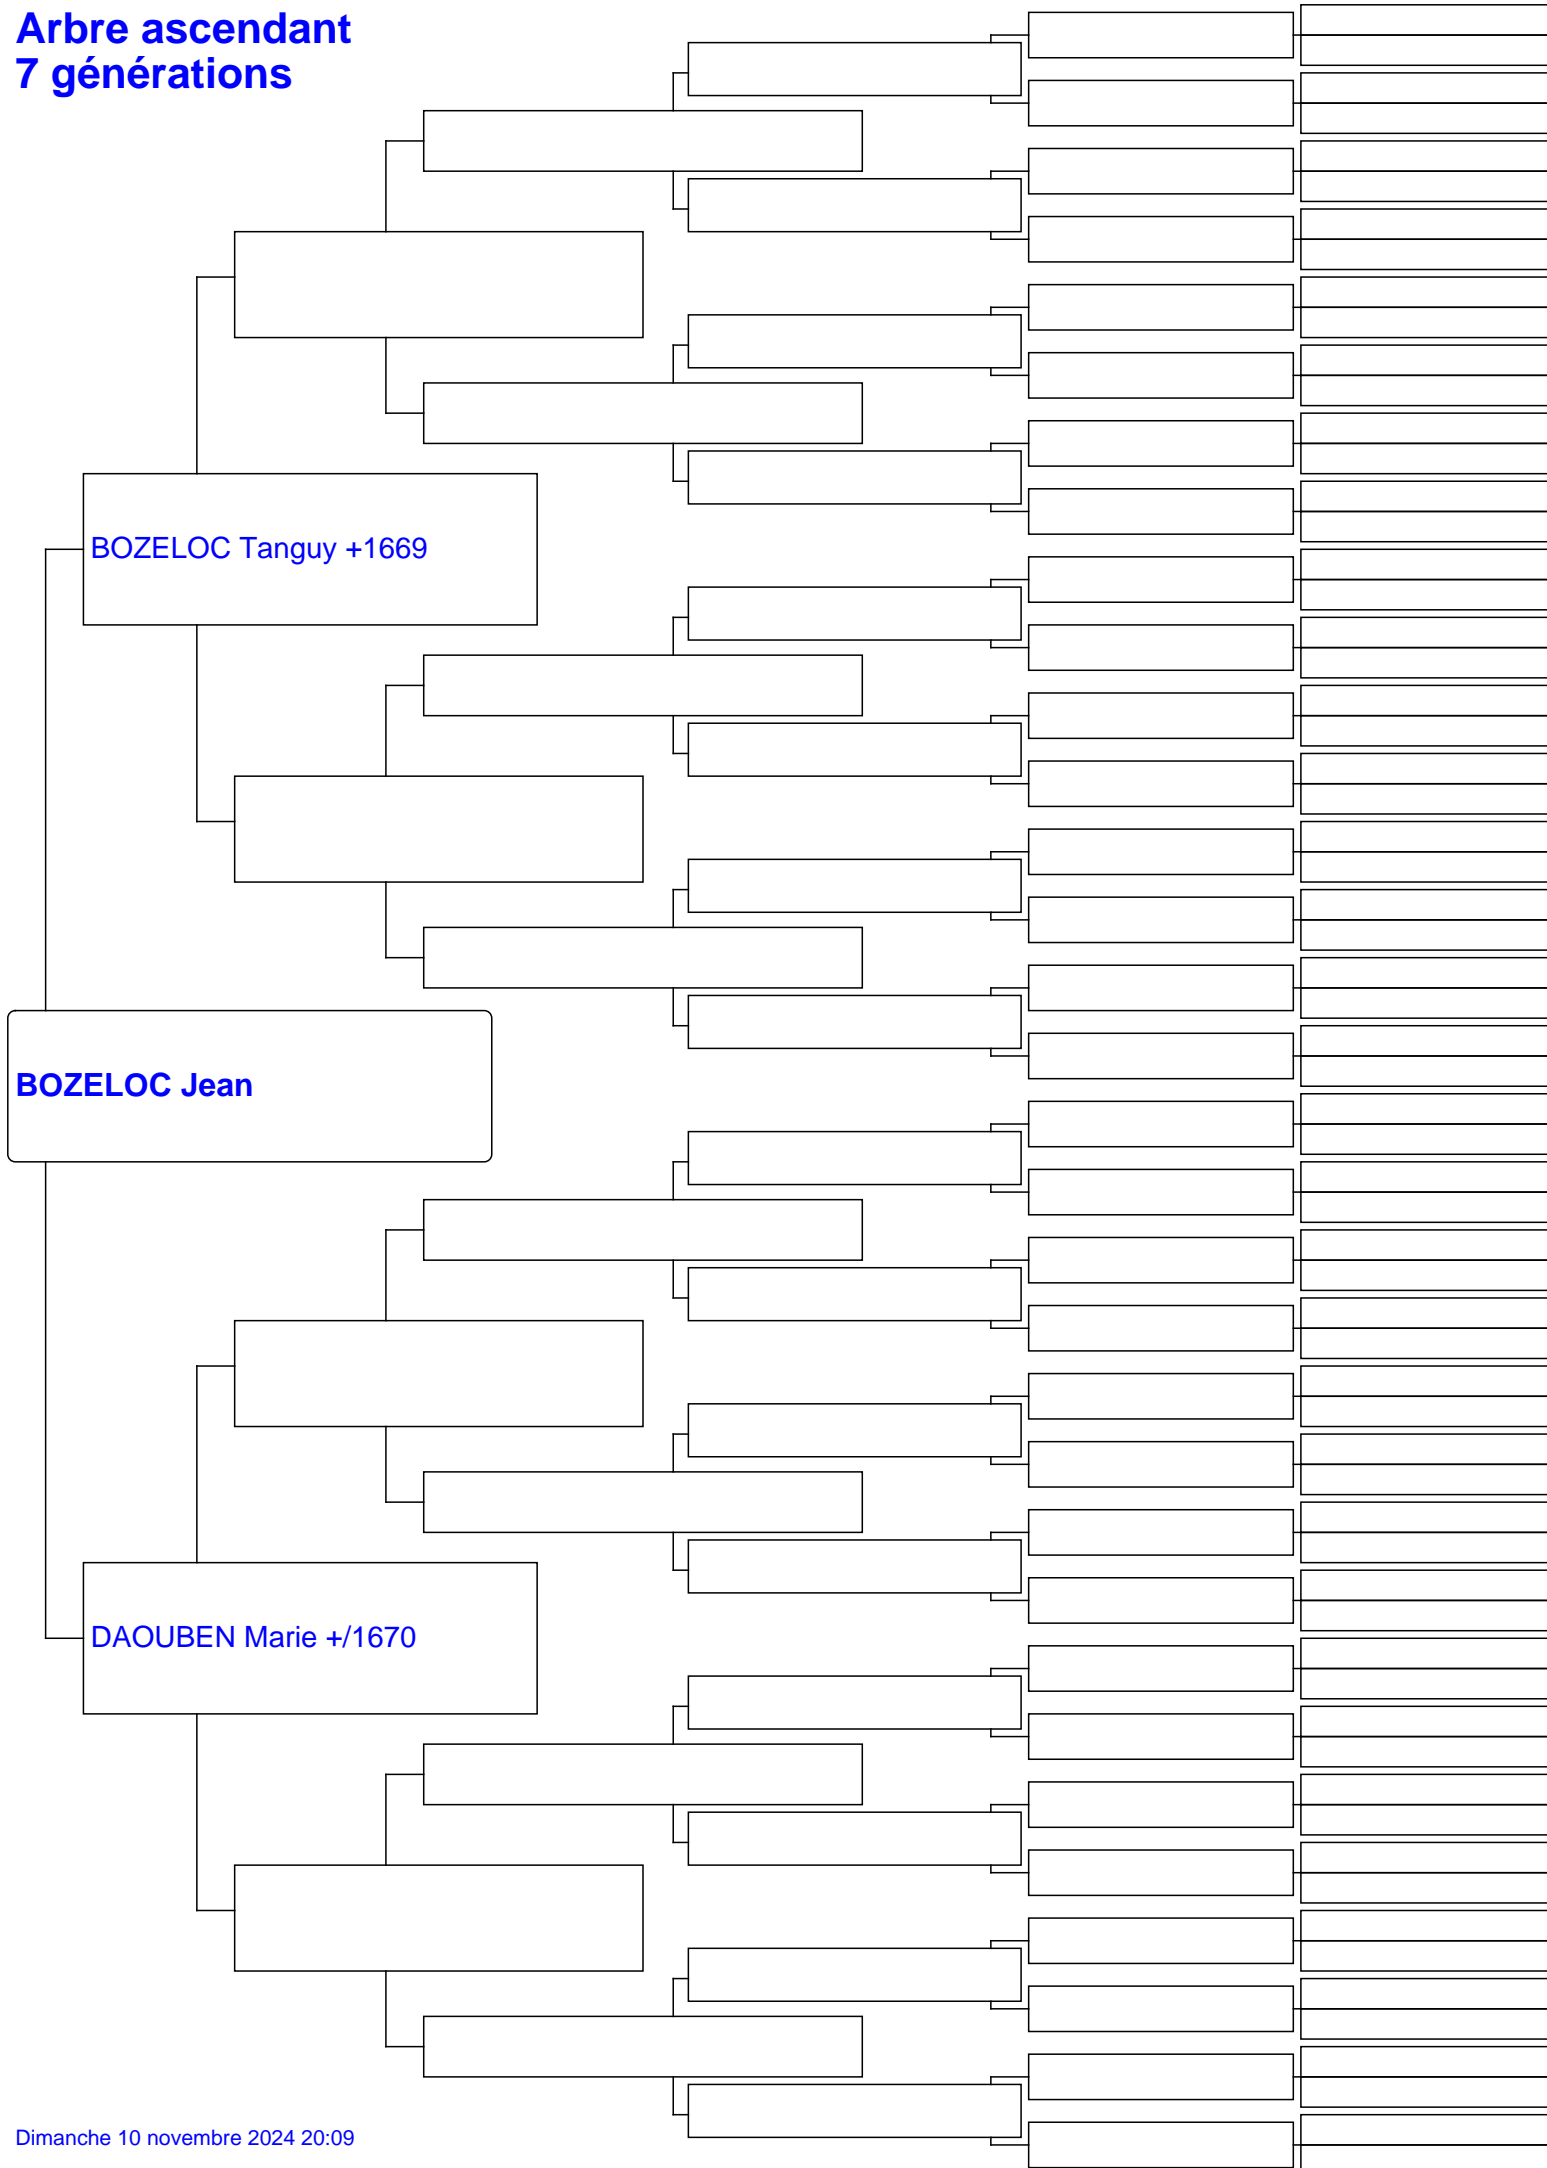 Arbre ascendant
7 générations
BOZELOC Tanguy +1669
BOZELOC Jean
DAOUBEN Marie +/1670
Dimanche 10 novembre 2024 20:09